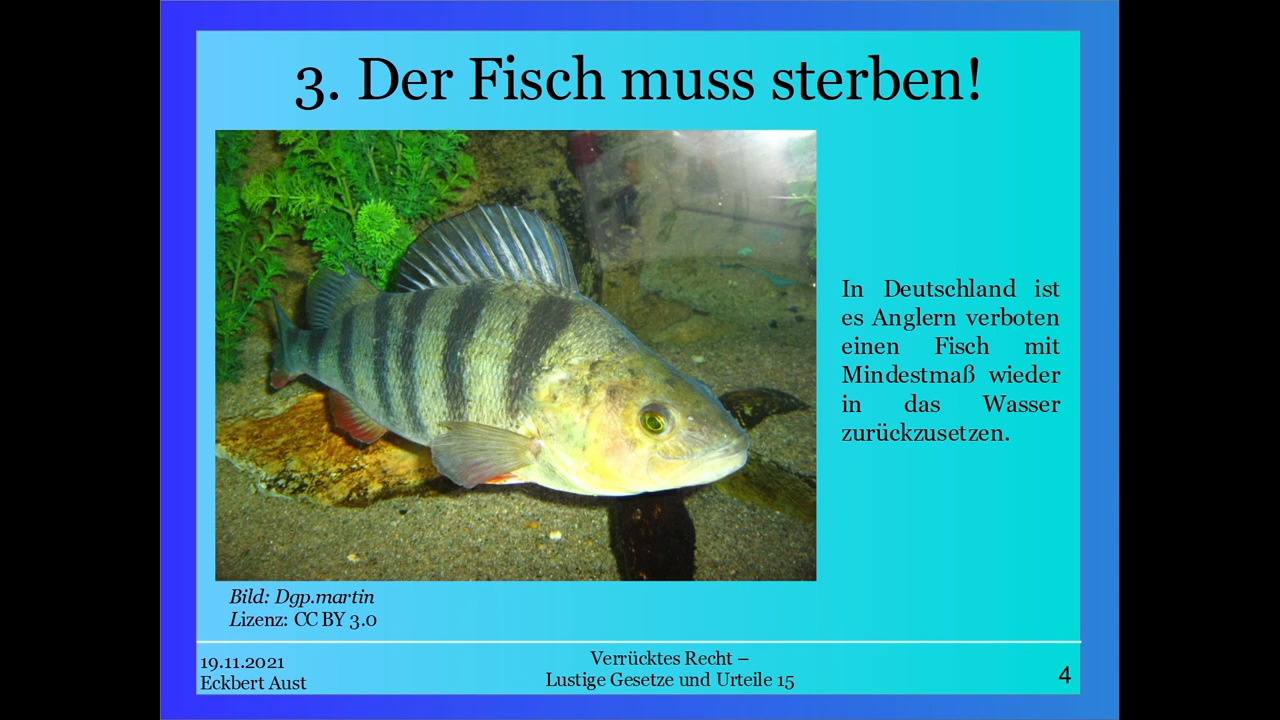 3. Der Fisch muss sterben!
In Deutschland ist
es Anglern verboten
einen Fisch mit
Mindestmaß wieder
in das Wasser
zurückzusetzen.
Bild: Dgp.martin
Lizenz: CC BY 3.0
19.11.2021
Eckbert Aust
Verrücktes Recht –
Lustige Gesetze und Urteile 15
4